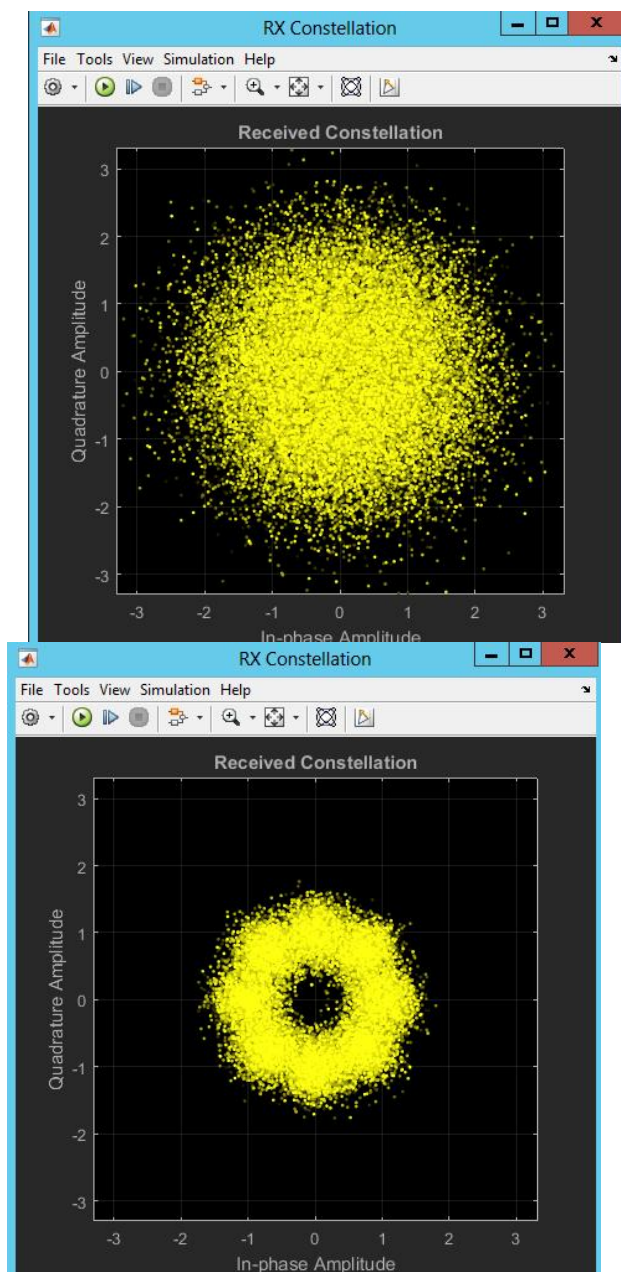 RX Constellation
File Tools View Simulation Help
Received Constellation
Quadrature Amplitude
3
2
1
0
-1
-2
-3
-3 -2 -1 0 1 2 3
In-phase Amplitude
RX Constellation
File Tools View Simulation Help
Received Constellation
Quadrature Amplitude
3
2
1
0
-1
-2
-3
-3 -2 -1 0 1 2 3
In-phase Amplitude